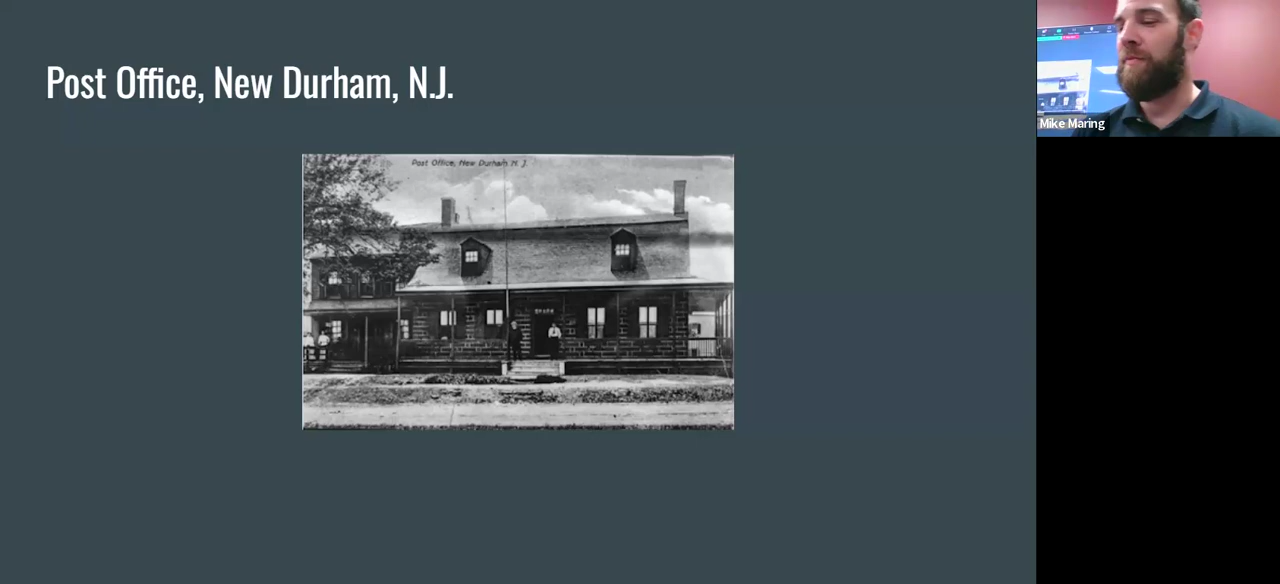 Post Office, New Durham, N.J.
Post Office, New Durham N. J.
Mike Maring